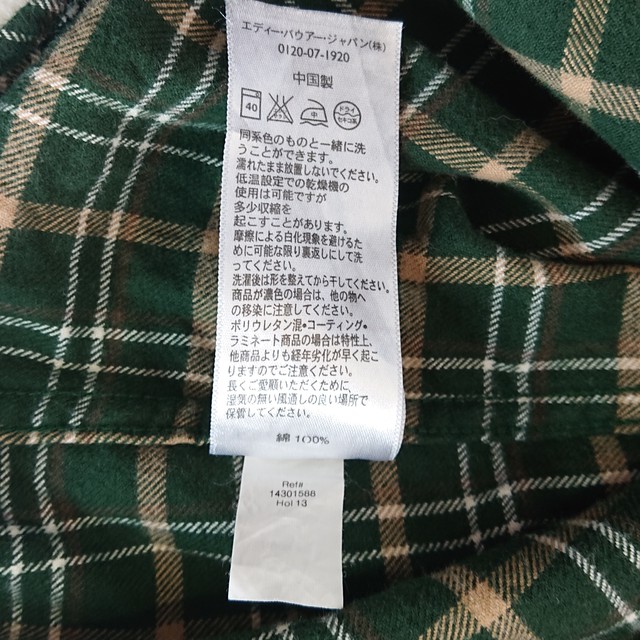 エディー・バウアー・ジャパン(株)
0120-07-1920
中国製
40 中 ドライ セキユ系
同系色のものと一緒に洗
うことができます。
濡れたまま放置しないでください。
低温設定での乾燥機の
使用は可能ですが
多少収縮を
起こすことがあります。
摩擦による白化現象を避けるた
めに可能な限り裏返しにして洗
ってください。
洗濯後は形を整えてから干してください.
商品が濃色の場合は、他の物へ
の移染に注意してください。
ポリウレタン混・コーティング・
ラミネート商品の場合は特性上、
他商品よりも経年劣化が早く起こ
りますのでご注意ください。
長くご愛顧いただくために、
湿気の無い風通しの良い場所で
保管してください。
綿 100%
Ref#
14301588
Hol 13